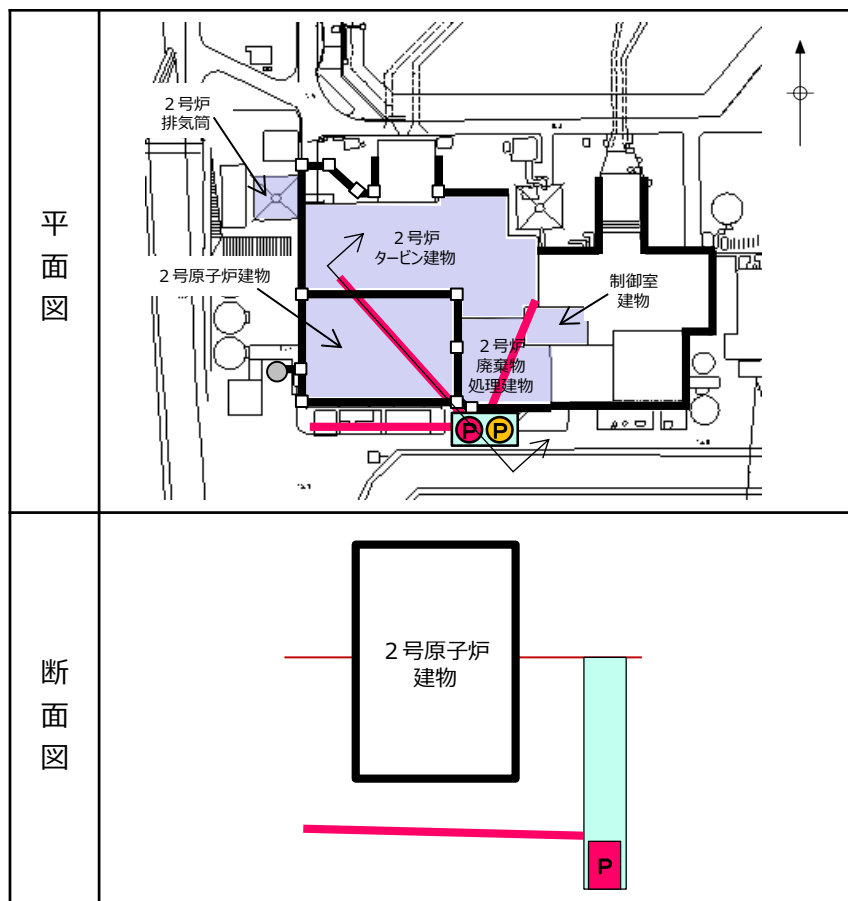 平
面
図
２号炉
排気筒
２号炉
タービン建物
２号原子炉建物
制御室
建物
２号炉
廃棄物
処理建物
P
P
断
面
図
２号原子炉
建物
P